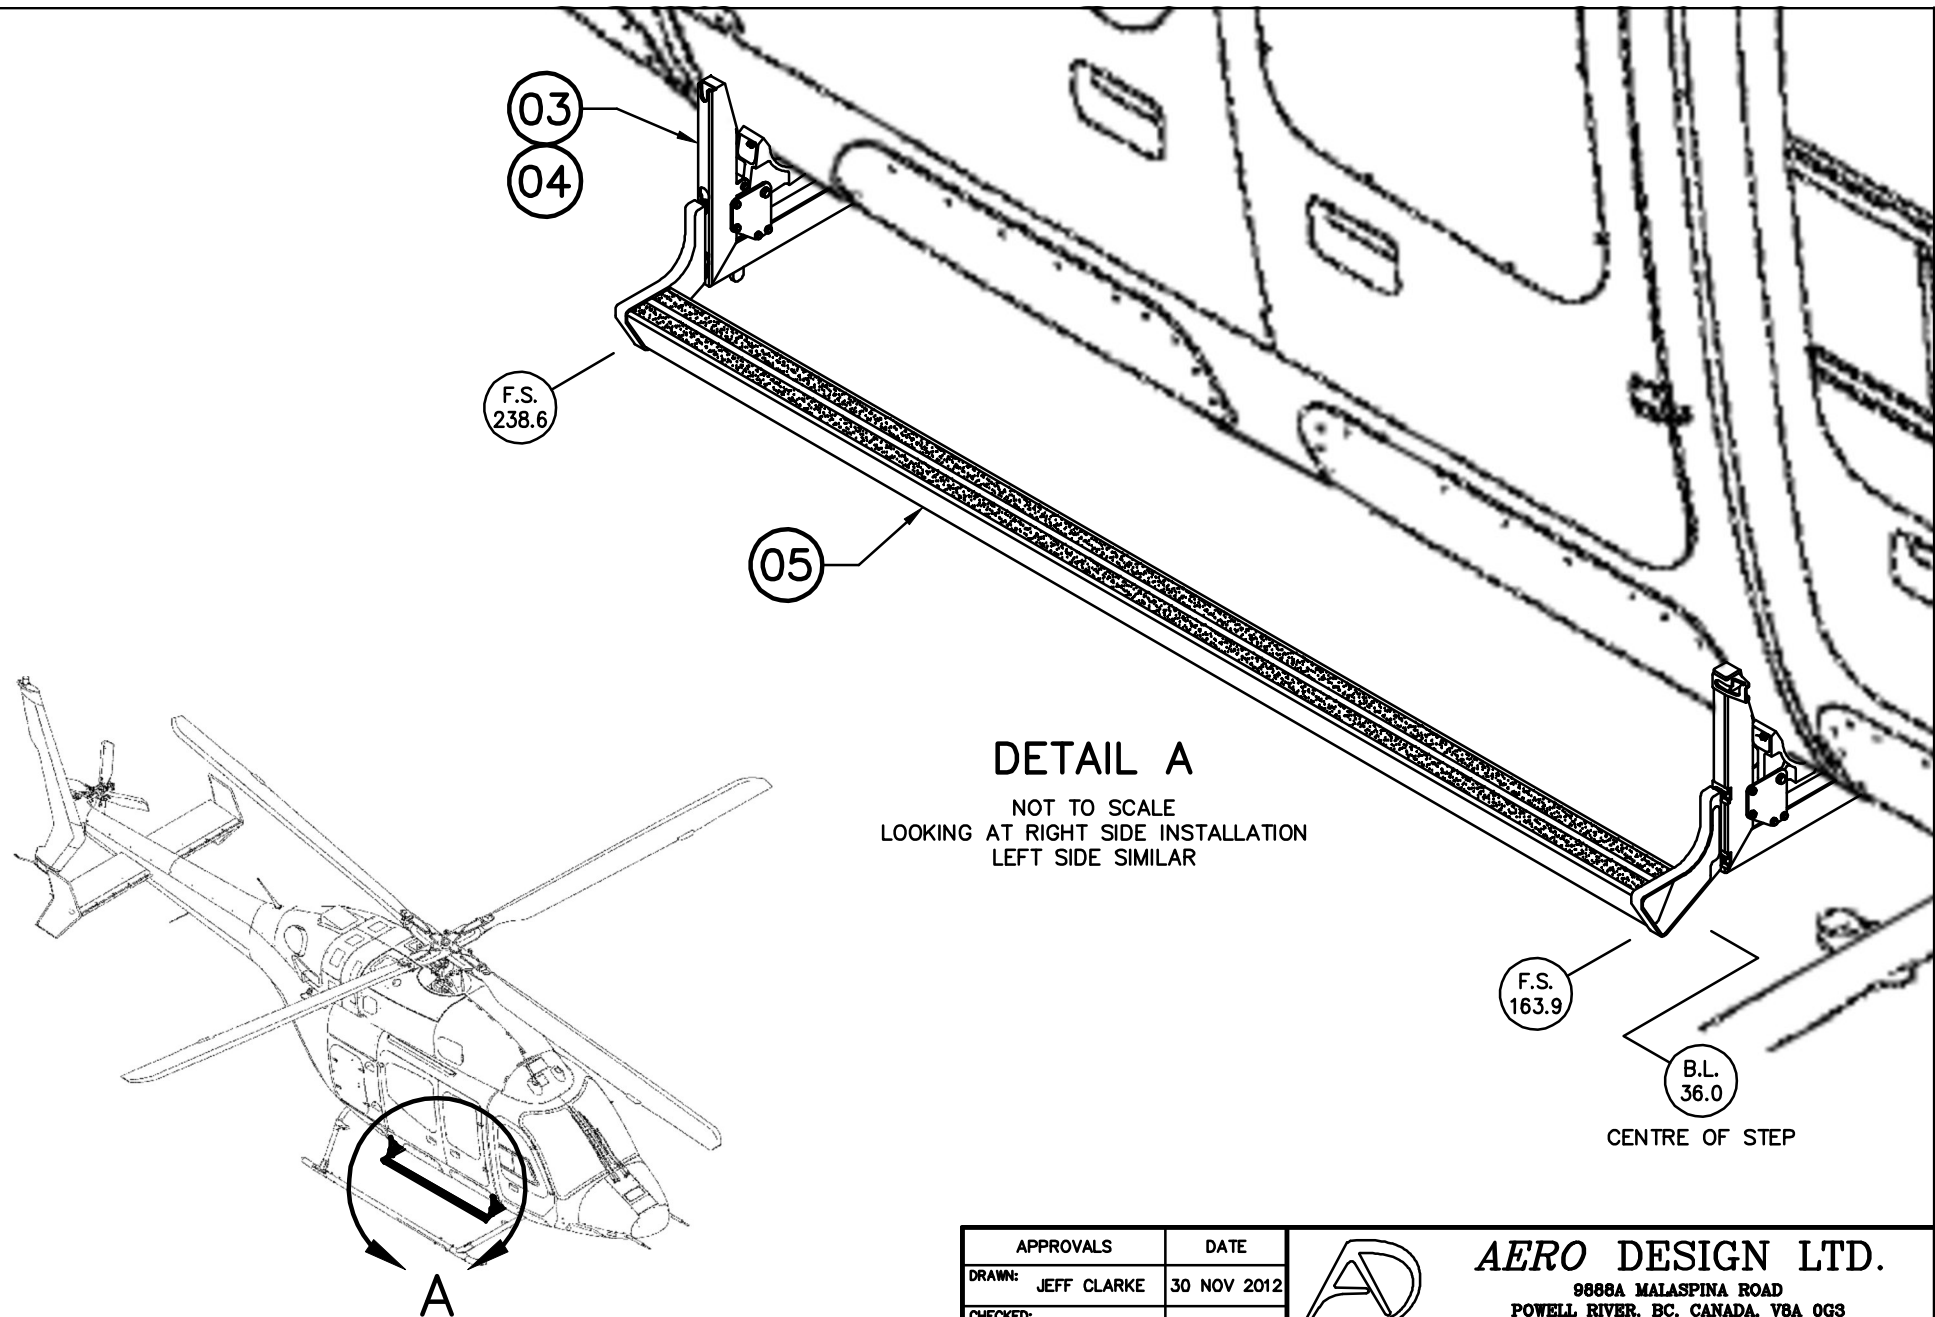 03
04
F.S.
238.6
05
DETAIL A
NOT TO SCALE
LOOKING AT RIGHT SIDE INSTALLATION
LEFT SIDE SIMILAR
F.S.
163.9
B.L.
36.0
CENTRE OF STEP
A
APPROVALS DATE
DRAWN: JEFF CLARKE 30 NOV 2012
CHECKED:
AERO DESIGN LTD.
9888A MALASPINA ROAD
POWELL RIVER, BC, CANADA, V8A 0G3